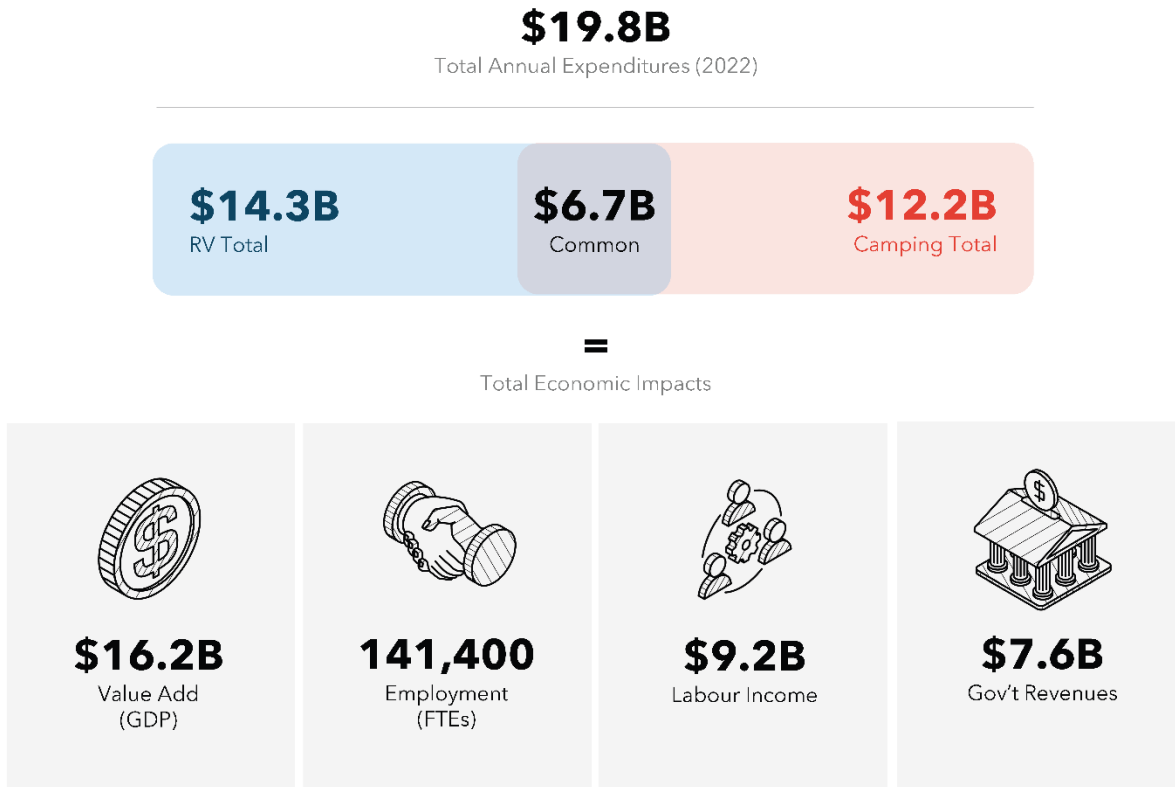 $19.8B
Total Annual Expenditures (2022)
$14.3B
RV Total
$6.7B
Common
$12.2B
Camping Total
=
Total Economic Impacts
$
$16.2B
Value Add
(GDP)
141,400
Employment
(FTEs)
$9.2B
Labour Income
$
$7.6B
Gov't Revenues